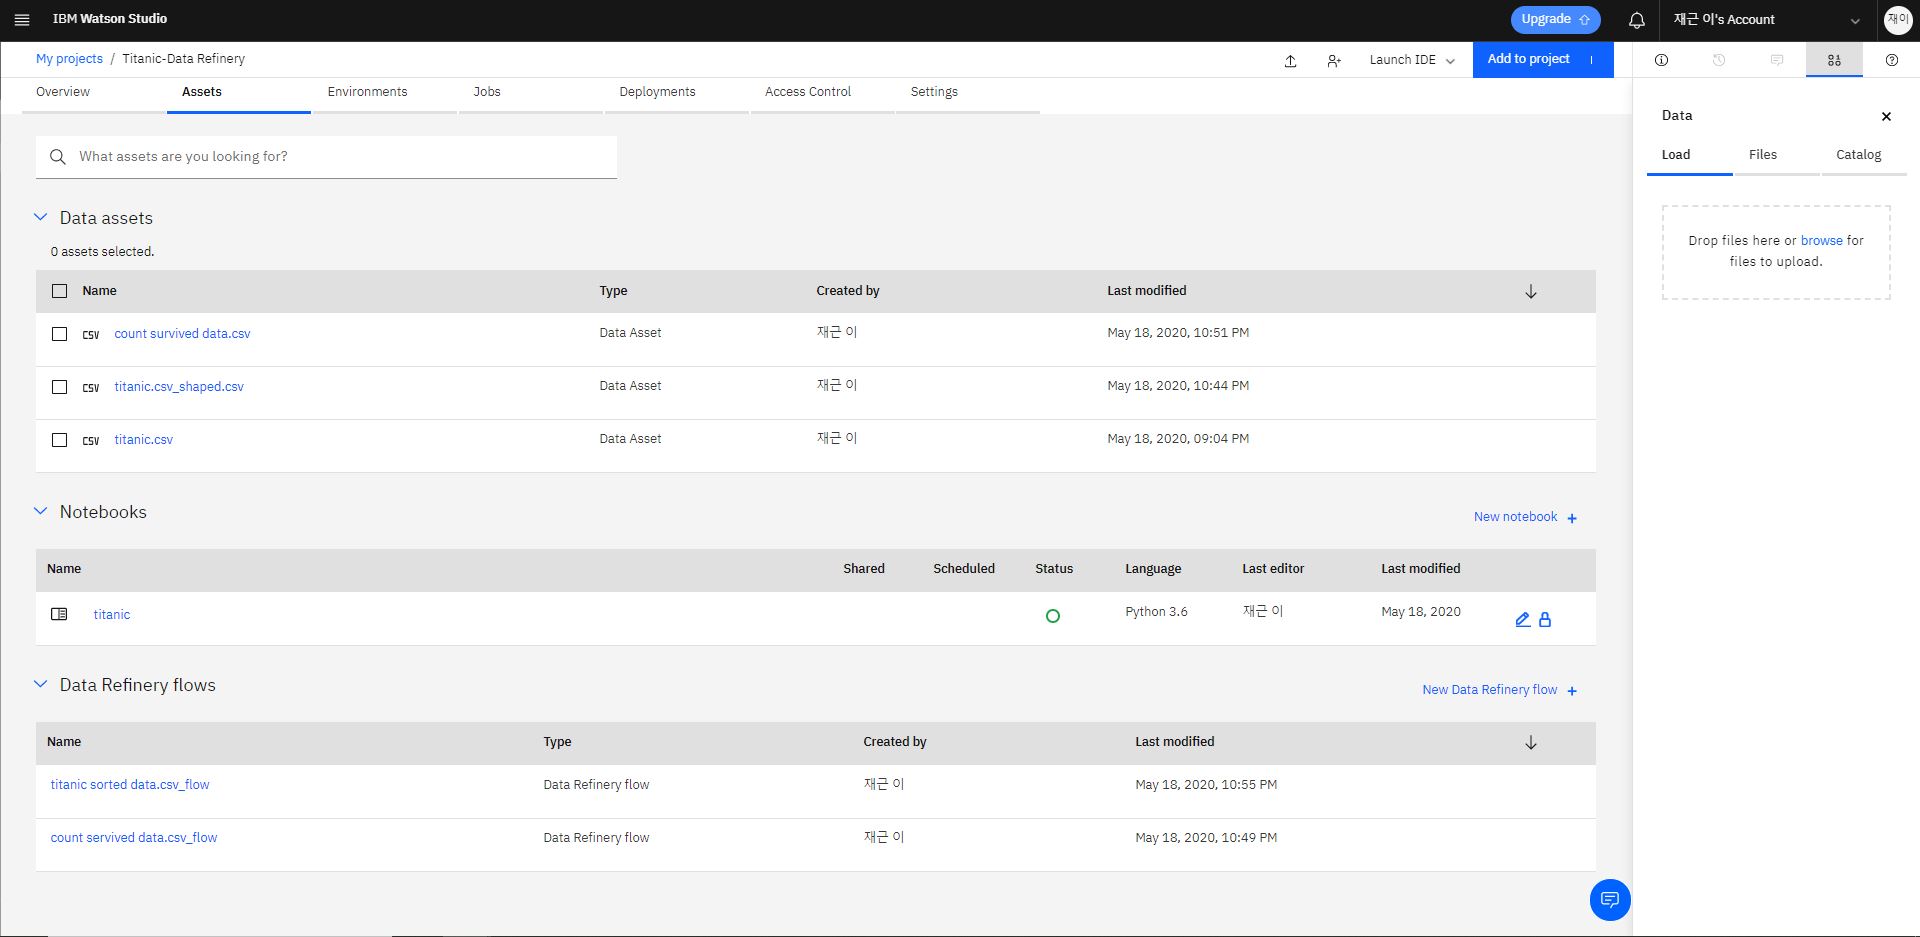 IBM Watson Studio
Upgrade
재근 이's Account
재이
My projects / Titanic-Data Refinery
Launch IDE
Add to project
Overview
Assets
Environments
Jobs
Deployments
Access Control
Settings
What assets are you looking for?
Data assets
0 assets selected.
Name Type Created by Last modified
CSV count survived data.csv Data Asset 재근 이 May 18, 2020, 10:51 PM
CSV titanic.csv_shaped.csv Data Asset 재근 이 May 18, 2020, 10:44 PM
CSV titanic.csv Data Asset 재근 이 May 18, 2020, 09:04 PM
Notebooks
New notebook +
Name Shared Scheduled Status Language Last editor Last modified
titanic Python 3.6 재근 이 May 18, 2020
Data Refinery flows
New Data Refinery flow +
Name Type Created by Last modified
titanic sorted data.csv_flow Data Refinery flow 재근 이 May 18, 2020, 10:55 PM
count servived data.csv_flow Data Refinery flow 재근 이 May 18, 2020, 10:49 PM
Data
Load Files Catalog
Drop files here or browse for
files to upload.